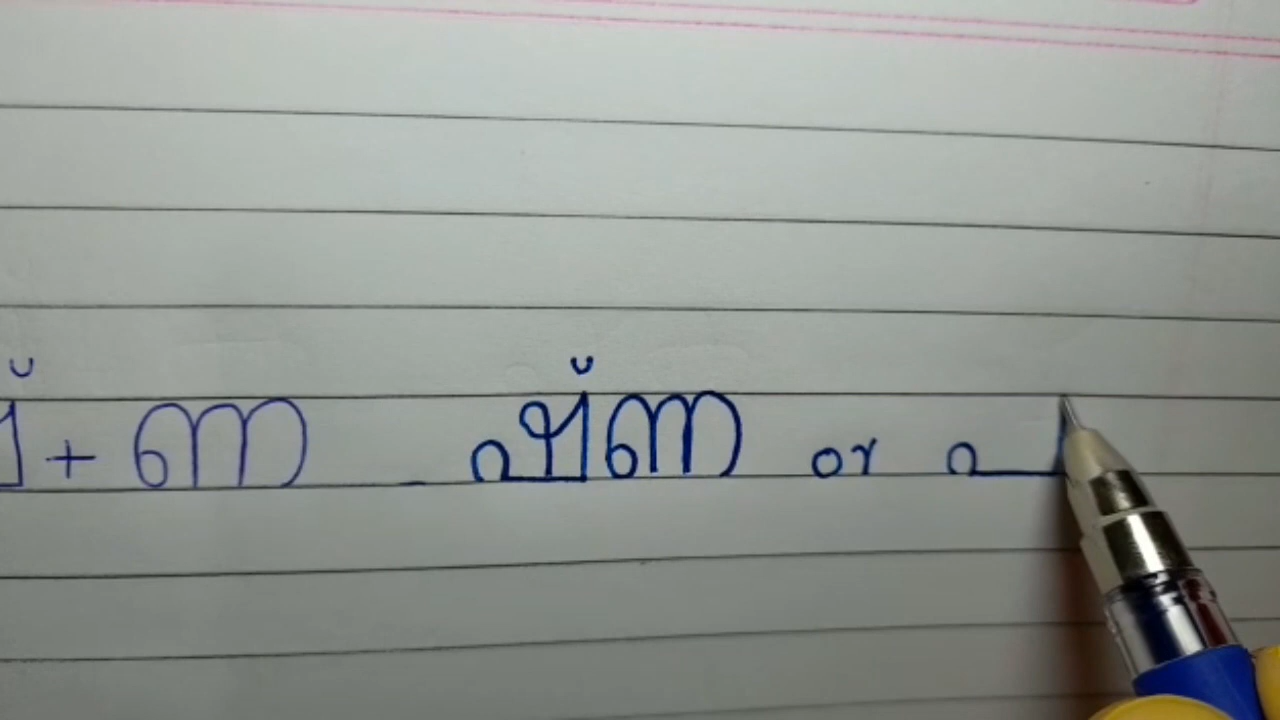 + ണ _ ഷ്‌ണ or